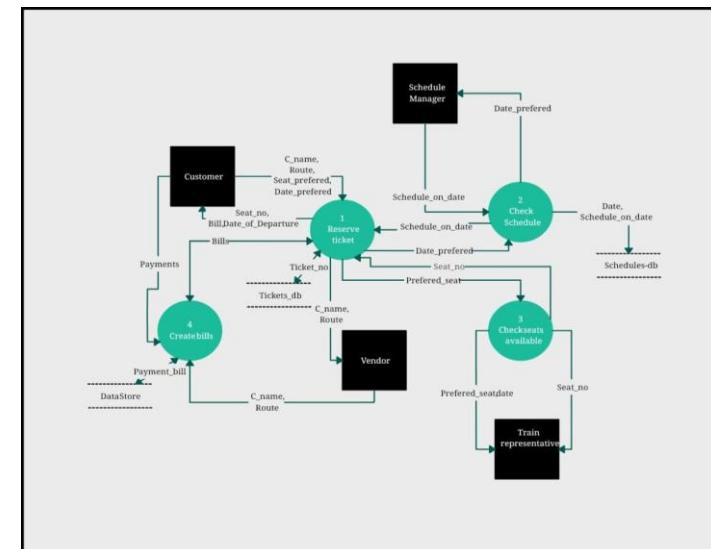 Schedule
Manager
Date_prefered
Customer
C_name,
Route,
Seat_prefered,
Date_prefered
Schedule_on_date
2
Check
Schedule
Date,
Schedule_on_date
Seat_no,
Bill,Date_of_Departure
1
Reserve
ticket
Schedule_on_date
Bills
Date_prefered
Schedules-db
Payments
Ticket_no
Seat_no
Prefered_seat
Tickets_db
C_name,
Route
4
Createbills
3
Checkseats
available
Vendor
Payment_bill
DataStore
C_name,
Route
Prefered_seat,date
Seat_no
Train
representative